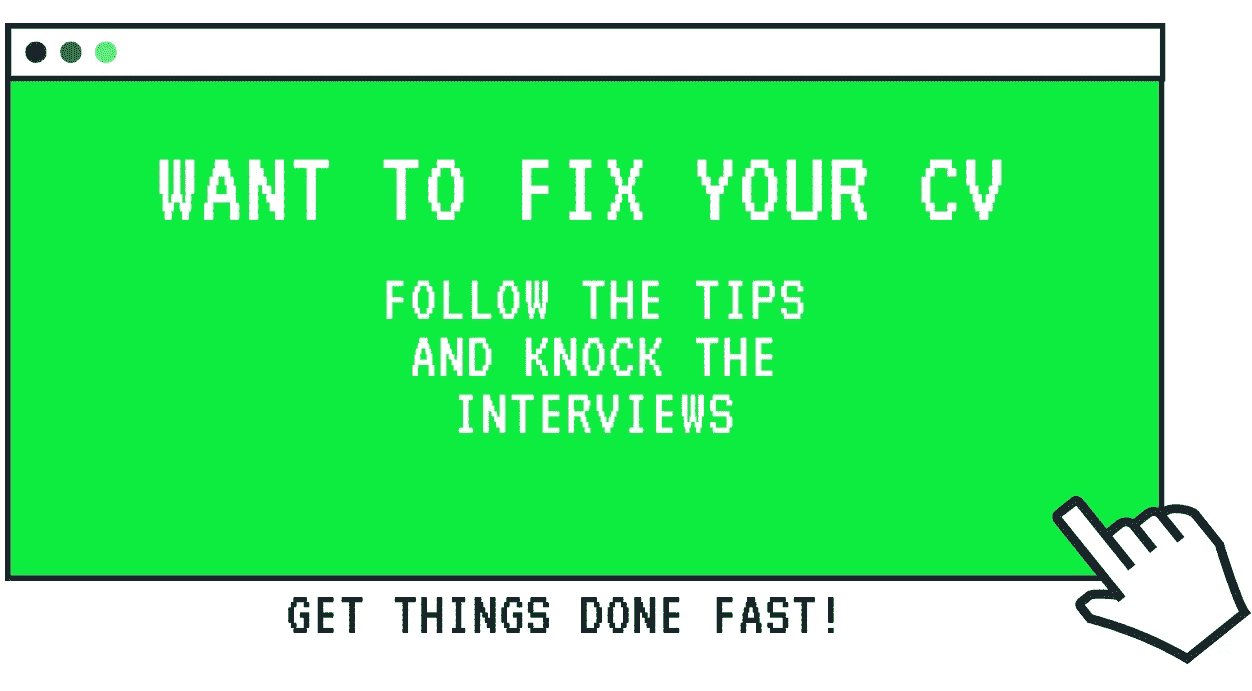 WANT TO FIX YOUR CV
FOLLOW THE TIPS
AND KNOCK THE
INTERVIEWS
GET THINGS DONE FAST!